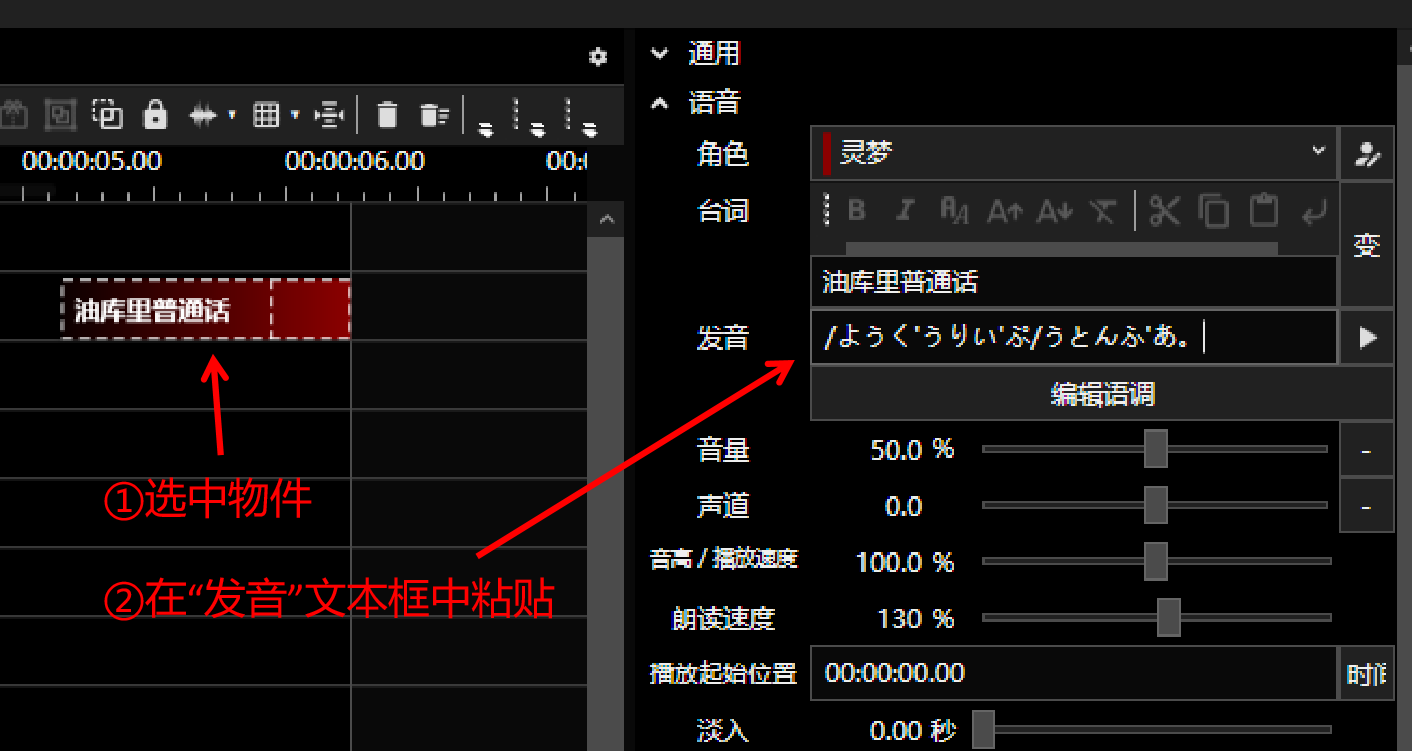 通用
语音
00:00:05.00
00:00:06.00
角色
灵梦
台词
变
油库里普通话
油库里普通话
发音
/ようく'うりい'ぷ/うとんふ'あ。
编辑语调
音量
50.0 %
-
①选中物件
声道
0.0
-
音高 / 播放速度
100.0 %
②在“发音”文本框中粘贴
朗读速度
130 %
播放起始位置
00:00:00.00
淡入
0.00 秒